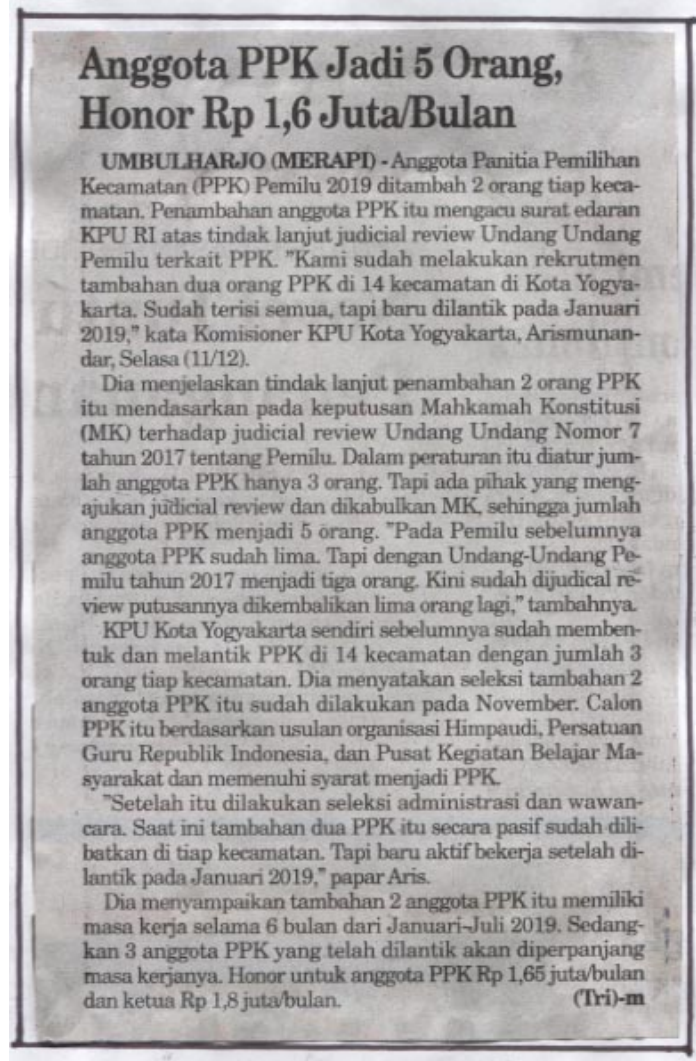 Anggota PPK Jadi 5 Orang,
Honor Rp 1,6 Juta/Bulan
UMBULHARJO (MERAPI) - Anggota Panitia Pemilihan
Kecamatan (PPK) Pemilu 2019 ditambah 2 orang tiap keca-
matan. Penambahan anggota PPK itu mengacu surat edaran
KPU RI atas tindak lanjut judicial review Undang Undang
Pemilu terkait PPK. "Kami sudah melakukan rekrutmen
tambahan dua orang PPK di 14 kecamatan di Kota Yogya-
karta. Sudah terisi semua, tapi baru dilantik pada Januari
2019," kata Komisioner KPU Kota Yogyakarta, Arismunan-
dar, Selasa (11/12).
Dia menjelaskan tindak lanjut penambahan 2 orang PPK
itu mendasarkan pada keputusan Mahkamah Konstitusi
(MK) terhadap judicial review Undang Undang Nomor 7
tahun 2017 tentang Pemilu. Dalam peraturan itu diatur jum-
lah anggota PPK hanya 3 orang. Tapi ada pihak yang meng-
ajukan judicial review dan dikabulkan MK, sehingga jumlah
anggota PPK menjadi 5 orang. "Pada Pemilu sebelumnya
anggota PPK sudah lima. Tapi dengan Undang-Undang Pe-
milu tahun 2017 menjadi tiga orang. Kini sudah dijudical re-
view putusannya dikembalikan lima orang lagi," tambahnya.
KPU Kota Yogyakarta sendiri sebelumnya sudah memben-
tuk dan melantik PPK di 14 kecamatan dengan jumlah 3
orang tiap kecamatan. Dia menyatakan seleksi tambahan 2
anggota PPK itu sudah dilakukan pada November. Calon
PPK itu berdasarkan usulan organisasi Himpaudi, Persatuan
Guru Republik Indonesia, dan Pusat Kegiatan Belajar Ma-
syarakat dan memenuhi syarat menjadi PPK.
"Setelah itu dilakukan seleksi administrasi dan wawan-
cara. Saat ini tambahan dua PPK itu secara pasif sudah dili-
batkan di tiap kecamatan. Tapi baru aktif bekerja setelah di-
lantik pada Januari 2019," papar Aris.
Dia menyampaikan tambahan 2 anggota PPK itu memiliki
masa kerja selama 6 bulan dari Januari-Juli 2019. Sedang-
kan 3 anggota PPK yang telah dilantik akan diperpanjang
masa kerjanya. Honor untuk anggota PPK Rp 1,65 juta/bulan
dan ketua Rp 1,8 juta/bulan. (Tri)-m